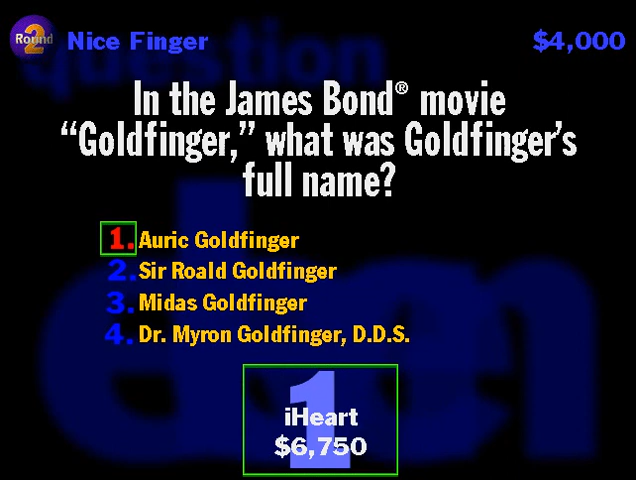 Round 2 Nice Finger $4,000
question
In the James Bond® movie
“Goldfinger,” what was Goldfinger’s
full name?
1. Auric Goldfinger
2. Sir Roald Goldfinger
3. Midas Goldfinger
4. Dr. Myron Goldfinger, D.D.S.
1
iHeart
$6,750